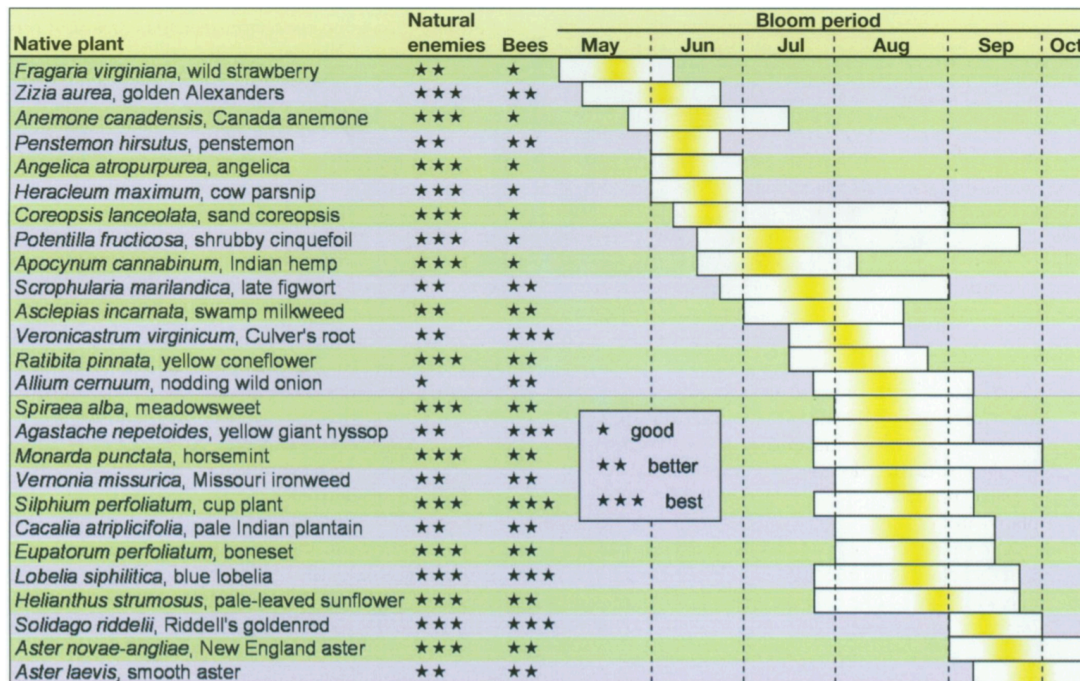 Native plant Natural enemies Bees Bloom period
May Jun Jul Aug Sep Oct
Fragaria virginiana, wild strawberry ★★ ★
Zizia aurea, golden Alexanders ★★★ ★★
Anemone canadensis, Canada anemone ★★★ ★
Penstemon hirsutus, penstemon ★★ ★★
Angelica atropurpurea, angelica ★★★ ★
Heracleum maximum, cow parsnip ★★★ ★
Coreopsis lanceolata, sand coreopsis ★★★ ★
Potentilla fructicosa, shrubby cinquefoil ★★★ ★
Apocynum cannabinum, Indian hemp ★★★ ★
Scrophularia marilandica, late figwort ★★ ★★
Asclepias incarnata, swamp milkweed ★★ ★★
Veronicastrum virginicum, Culver's root ★★ ★★★
Ratibita pinnata, yellow coneflower ★★★ ★★
Allium cernuum, nodding wild onion ★ ★★
Spiraea alba, meadowsweet ★★★ ★★
Agastache nepetoides, yellow giant hyssop ★★ ★★★
Monarda punctata, horsemint ★★★ ★★
Vernonia missurica, Missouri ironweed ★★ ★★
Silphium perfoliatum, cup plant ★★★ ★★★
Cacalia atriplicifolia, pale Indian plantain ★★ ★★
Eupatorum perfoliatum, boneset ★★★ ★★
Lobelia siphilitica, blue lobelia ★★★ ★★★
Helianthus strumosus, pale-leaved sunflower ★★★ ★★
Solidago riddelii, Riddell's goldenrod ★★★ ★★★
Aster novae-angliae, New England aster ★★★ ★★
Aster laevis, smooth aster ★★ ★★
★ good
★★ better
★★★ best